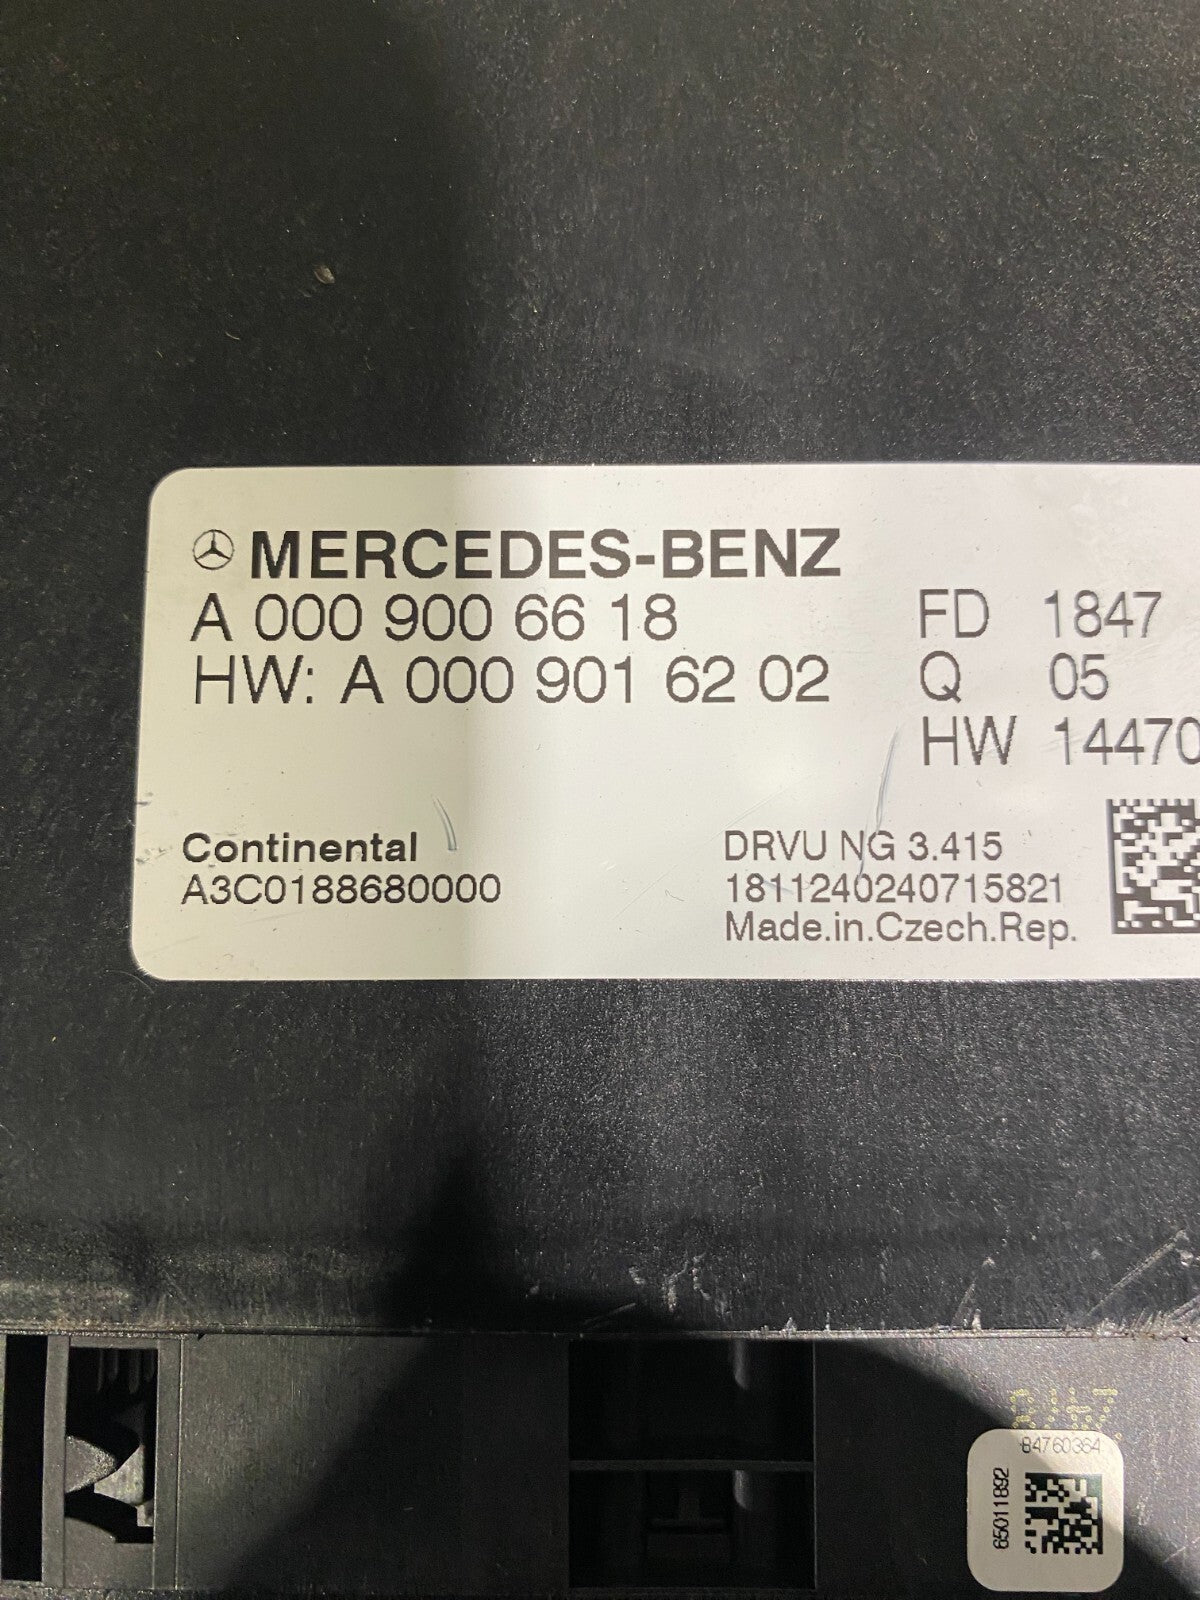 MERCEDES-BENZ
A 000 900 66 18
HW: A 000 901 62 02
FD 1847
Q 05
HW 14470
Continental
A3C0188680000
DRVU NG 3.415
1811240240715821
Made.in.Czech.Rep.
84760364
65011892